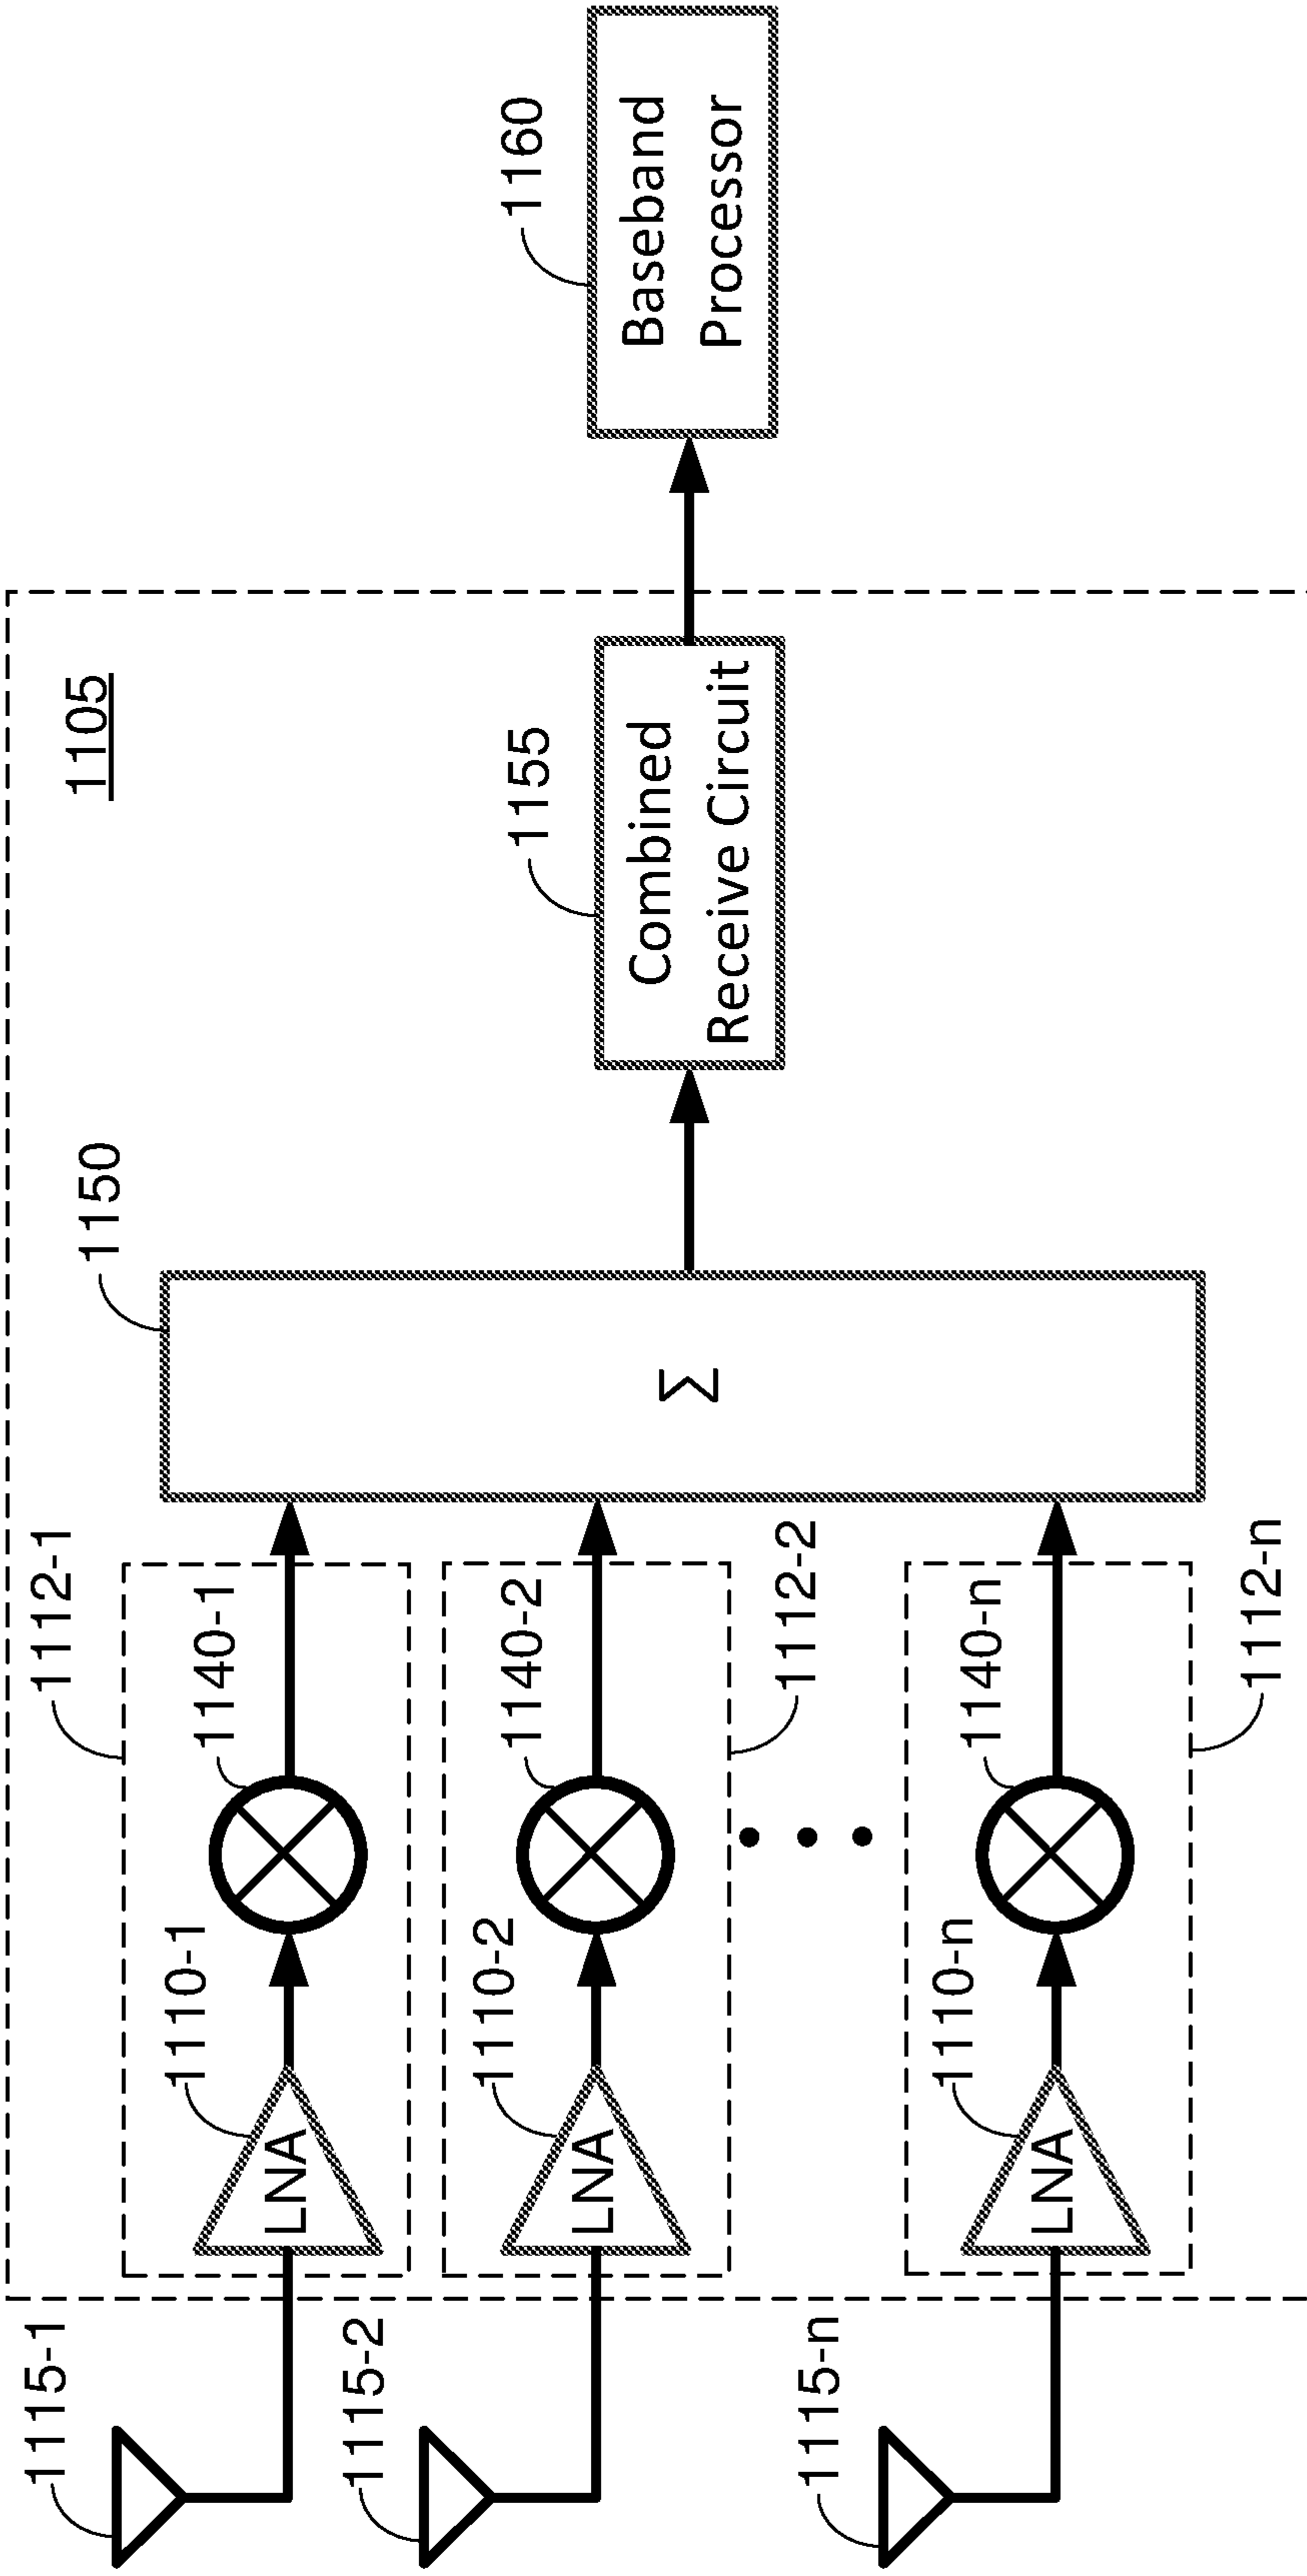 1105
1115-1
1112-1
1110-1
LNA
1140-1
1150
Σ
1115-2
1110-2
LNA
1140-2
1112-2
1155
Combined
Receive Circuit
1160
Baseband
Processor
1115-n
1110-n
LNA
1140-n
1112-n